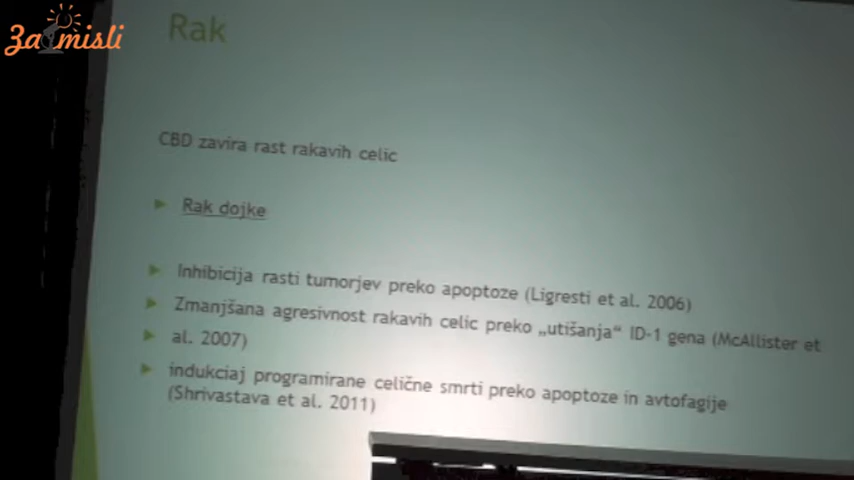 Za misli
Rak
CBD zavira rast rakavih celic
Rak dojke
Inhibicija rasti tumorjev preko apoptoze (Ligresti et al. 2006)
Zmanjšana agresivnost rakavih celic preko „utišanja“ ID-1 gena (McAllister et
al. 2007)
indukciaj programirane celične smrti preko apoptoze in avtofagije
(Shrivastava et al. 2011)